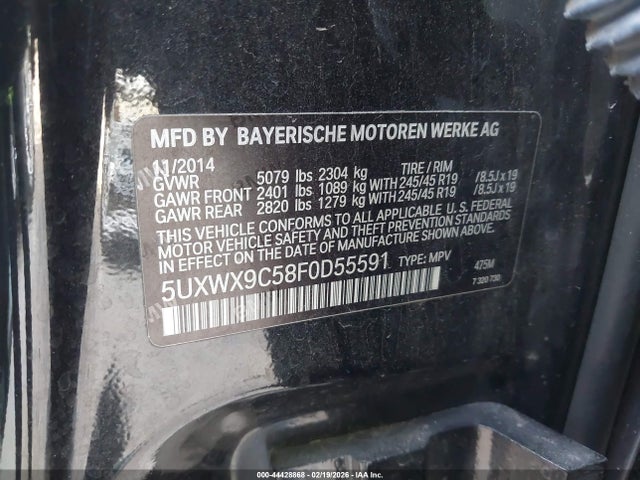 MFD BY BAYERISCHE MOTOREN WERKE AG
11/2014
GVWR 5079 lbs 2304 kg TIRE / RIM
GAWR FRONT 2401 lbs 1089 kg WITH 245/45 R19 /8.5J x 19
GAWR REAR 2820 lbs 1279 kg WITH 245/45 R19 /8.5J x 19
THIS VEHICLE CONFORMS TO ALL APPLICABLE U.S. FEDERAL
MOTOR VEHICLE SAFETY AND THEFT PREVENTION STANDARDS
IN EFFECT ON THE DATE OF MANUFACTURE SHOWN ABOVE.
5UXWX9C58F0D55591 TYPE: MPV 475M
7 320 730
000-44428868 - 02/19/2026 - IAA Inc.